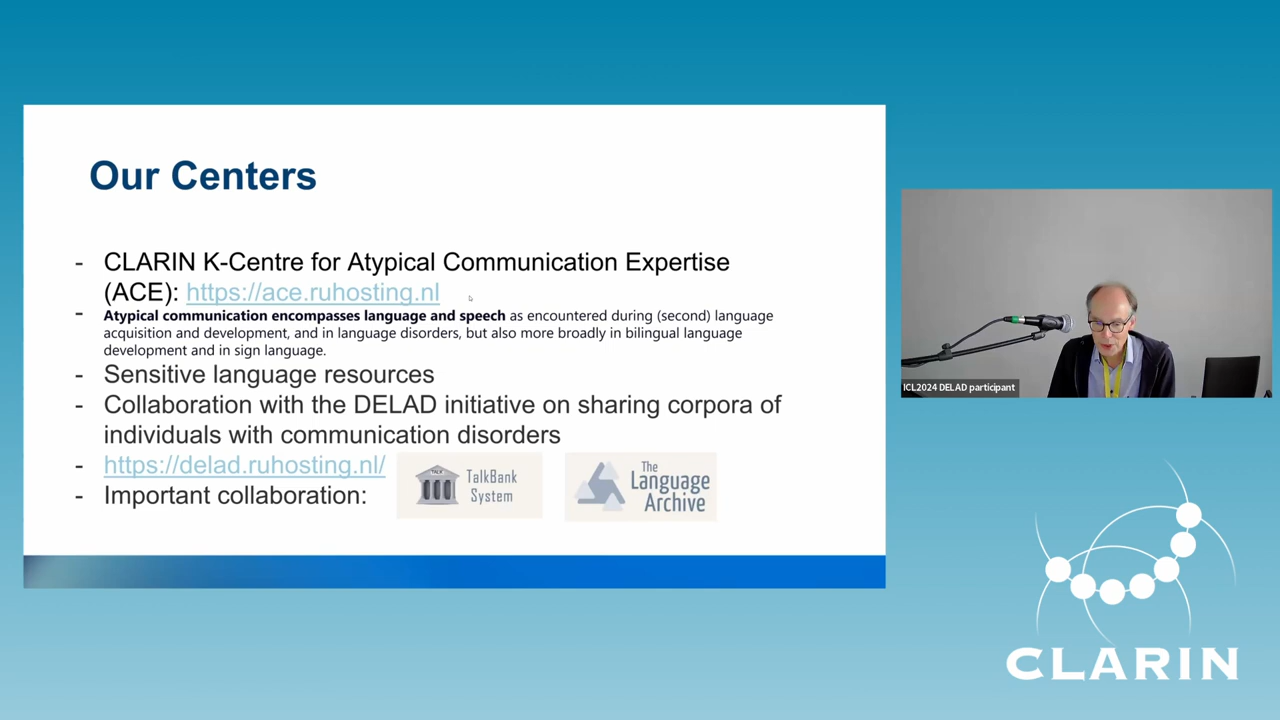 Our Centers
- CLARIN K-Centre for Atypical Communication Expertise
(ACE): https://ace.ruhosting.nl
- Atypical communication encompasses language and speech as encountered during (second) language
acquisition and development, and in language disorders, but also more broadly in bilingual language
development and in sign language.
- Sensitive language resources
- Collaboration with the DELAD initiative on sharing corpora of
individuals with communication disorders
- https://delad.ruhosting.nl/
- Important collaboration:
TALK
TalkBank
System
The
Language
Archive
ICL2024 DELAD participant
CLARIN